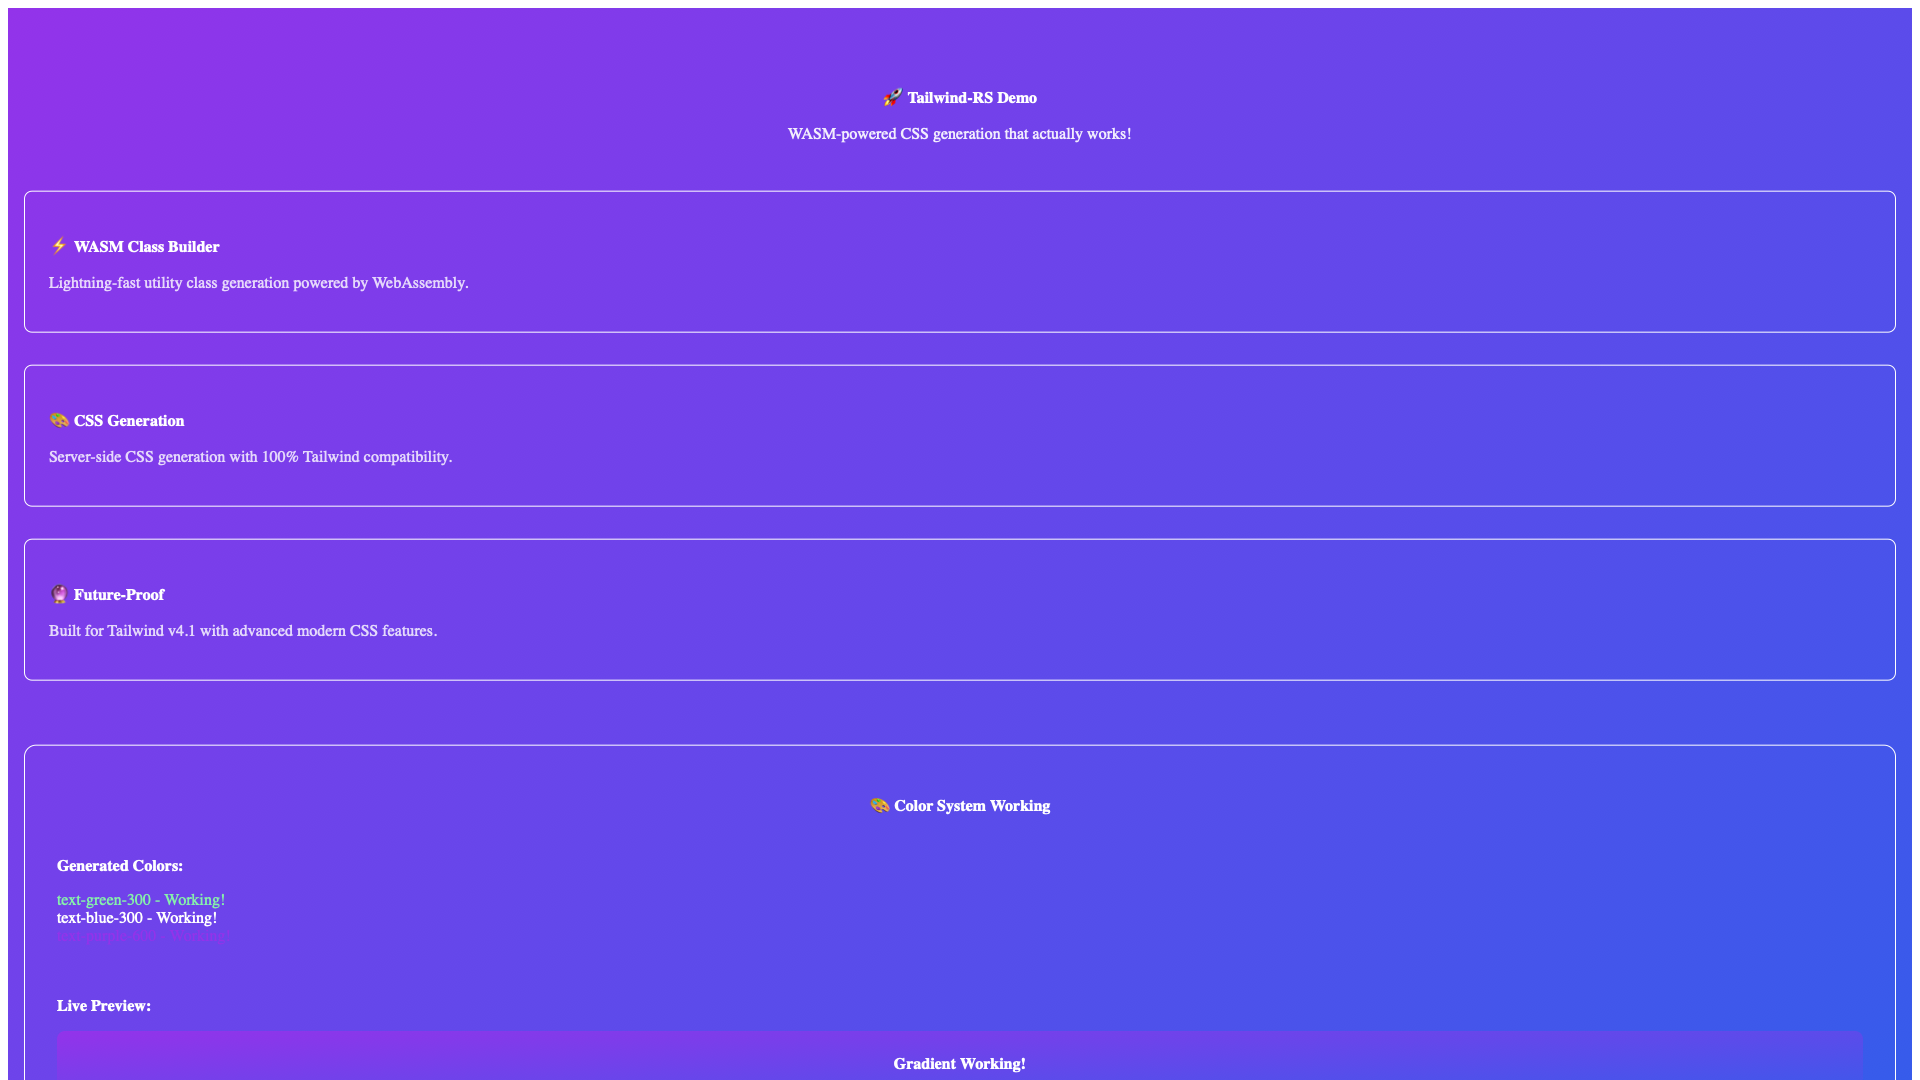 🚀 Tailwind-RS Demo
WASM-powered CSS generation that actually works!
⚡ WASM Class Builder
Lightning-fast utility class generation powered by WebAssembly.
🎨 CSS Generation
Server-side CSS generation with 100% Tailwind compatibility.
🔮 Future-Proof
Built for Tailwind v4.1 with advanced modern CSS features.
🎨 Color System Working
Generated Colors:
text-green-300 - Working!
text-blue-300 - Working!
Live Preview:
Gradient Working!